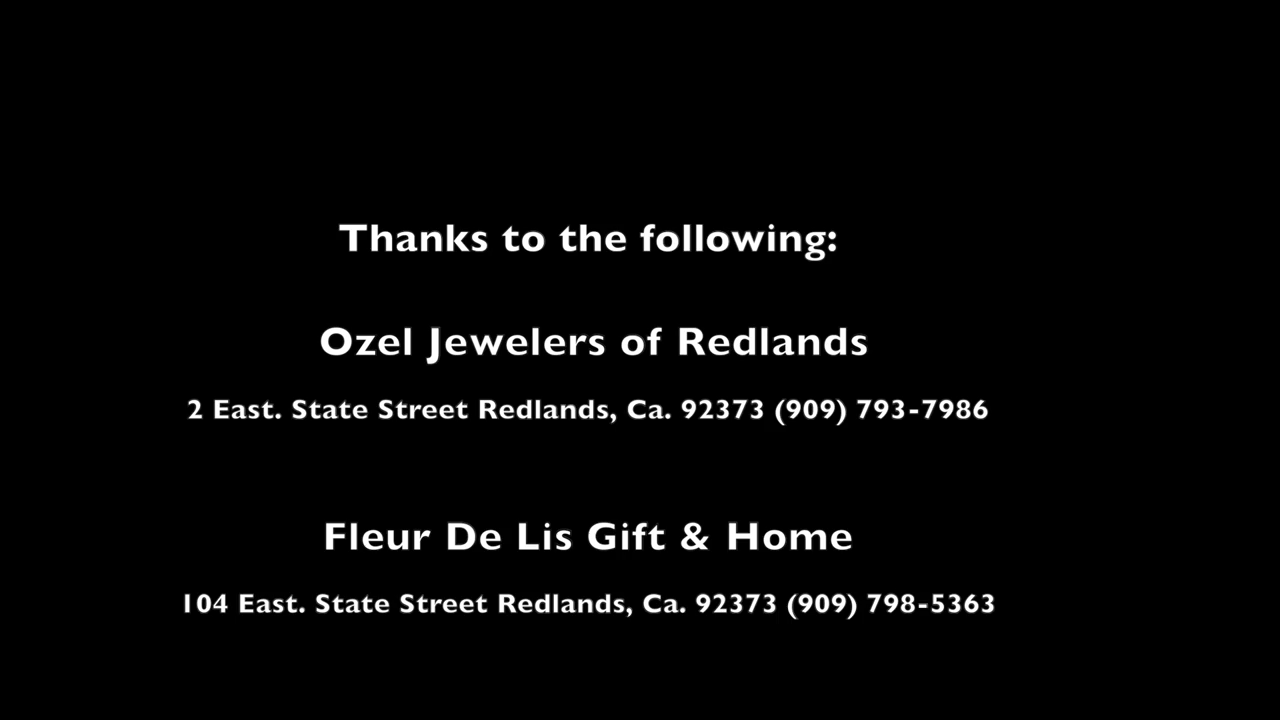 Thanks to the following:
Ozel Jewelers of Redlands
2 East. State Street Redlands, Ca. 92373 (909) 793-7986
Fleur De Lis Gift & Home
104 East. State Street Redlands, Ca. 92373 (909) 798-5363